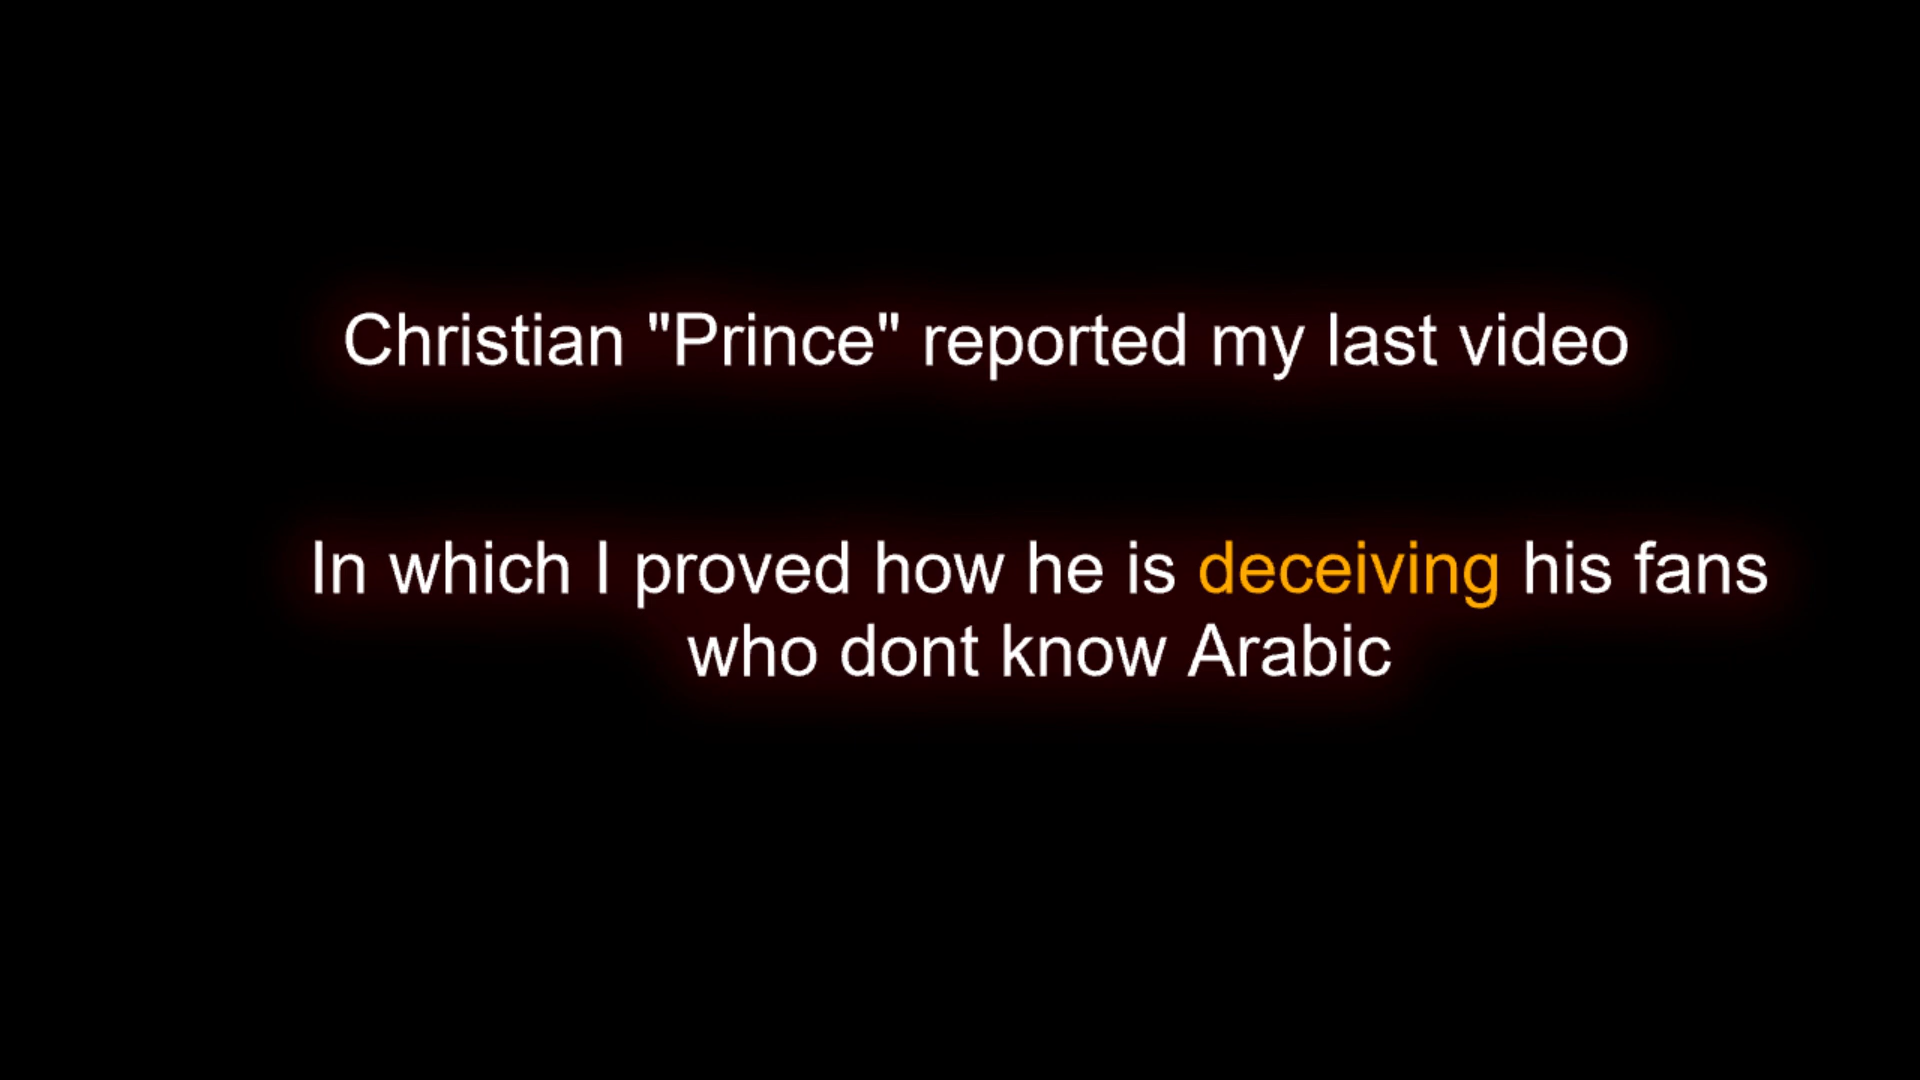 Christian "Prince" reported my last video
In which I proved how he is deceiving his fans
who dont know Arabic